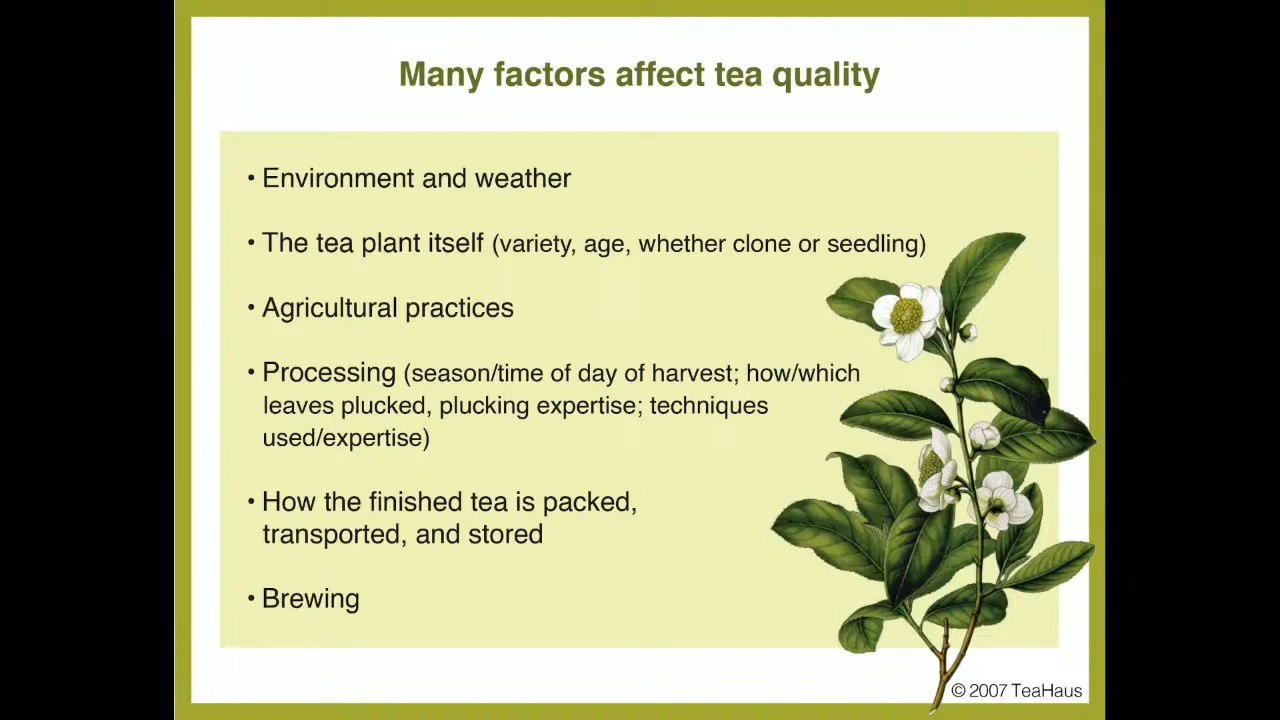 Many factors affect tea quality
• Environment and weather
• The tea plant itself (variety, age, whether clone or seedling)
• Agricultural practices
• Processing (season/time of day of harvest; how/which
leaves plucked, plucking expertise; techniques
used/expertise)
• How the finished tea is packed,
transported, and stored
• Brewing
© 2007 TeaHaus